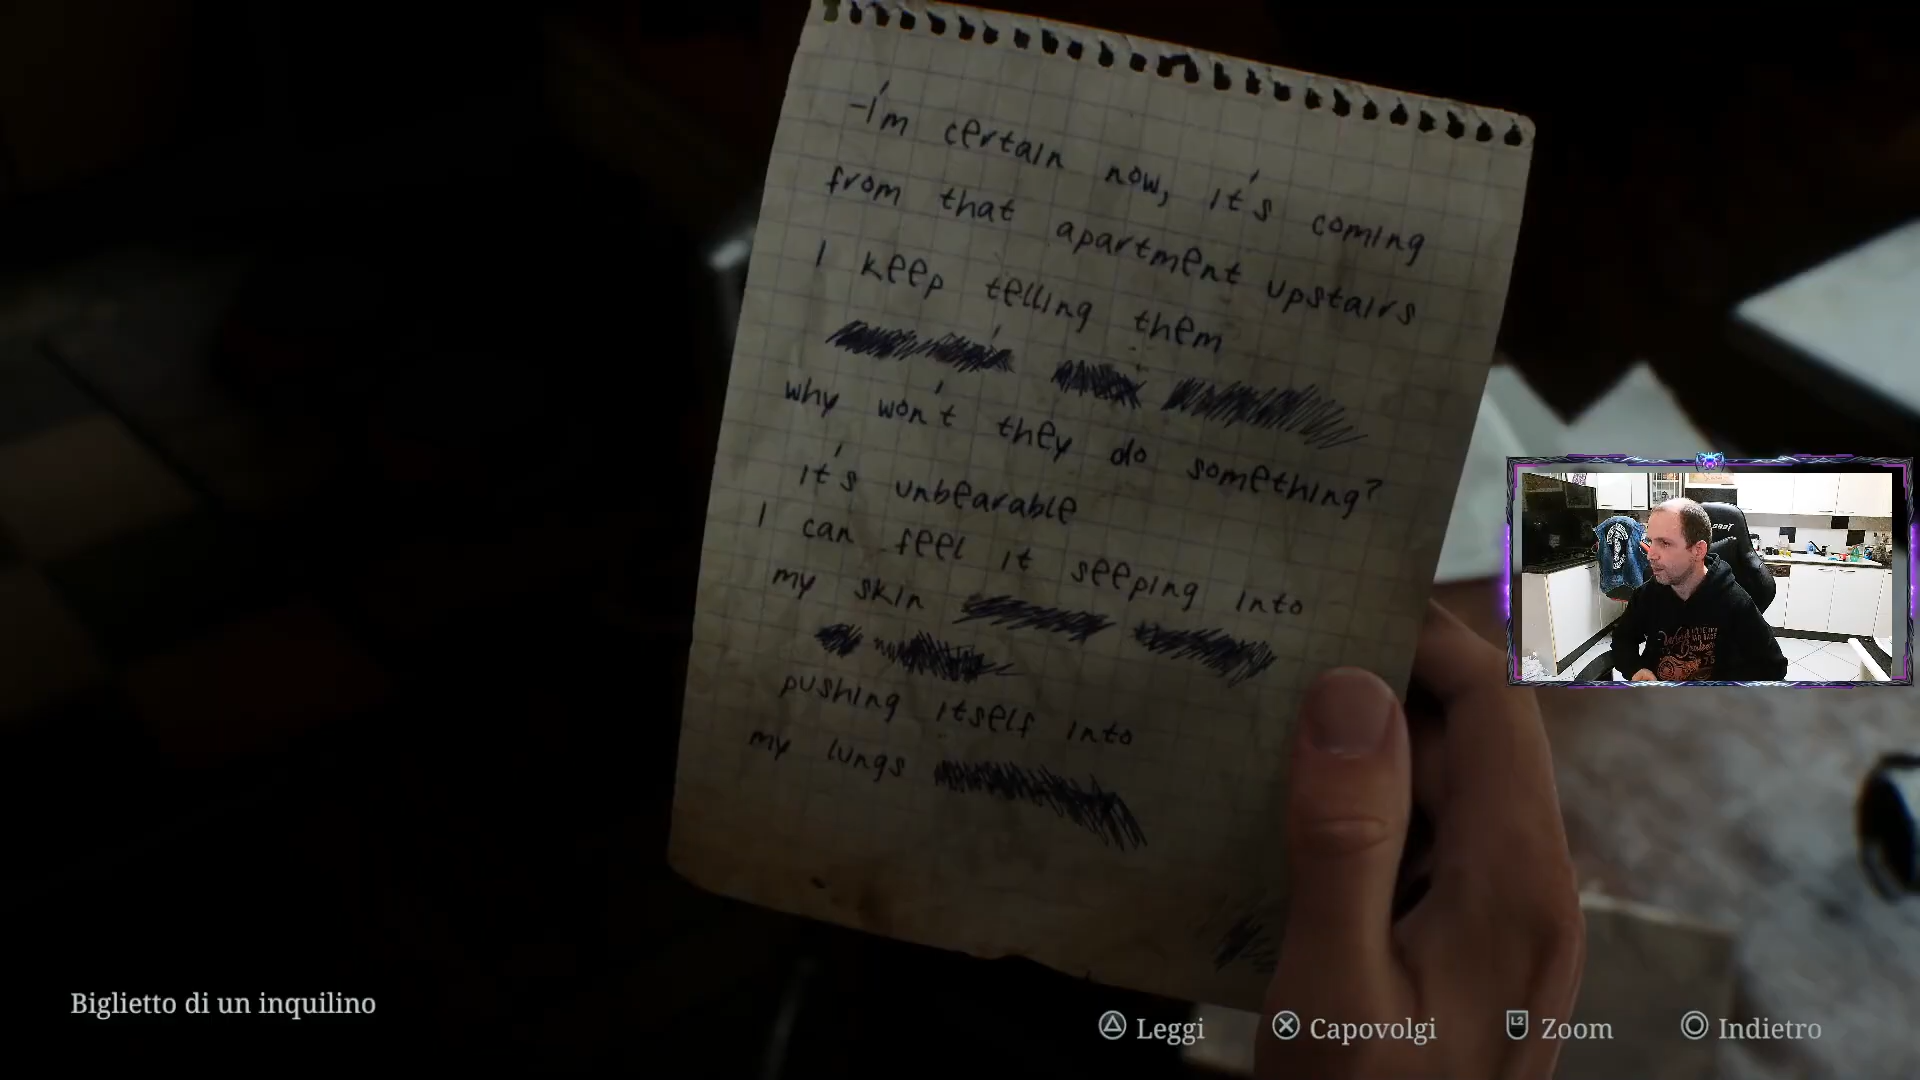 -I'm certain now, it's coming
from that apartment upstairs
I keep telling them
why won't they do something?
it's unbearable
I can feel it seeping into
my skin
pushing itself into
my lungs
Biglietto di un inquilino
Leggi
Capovolgi
L2 Zoom
Indietro